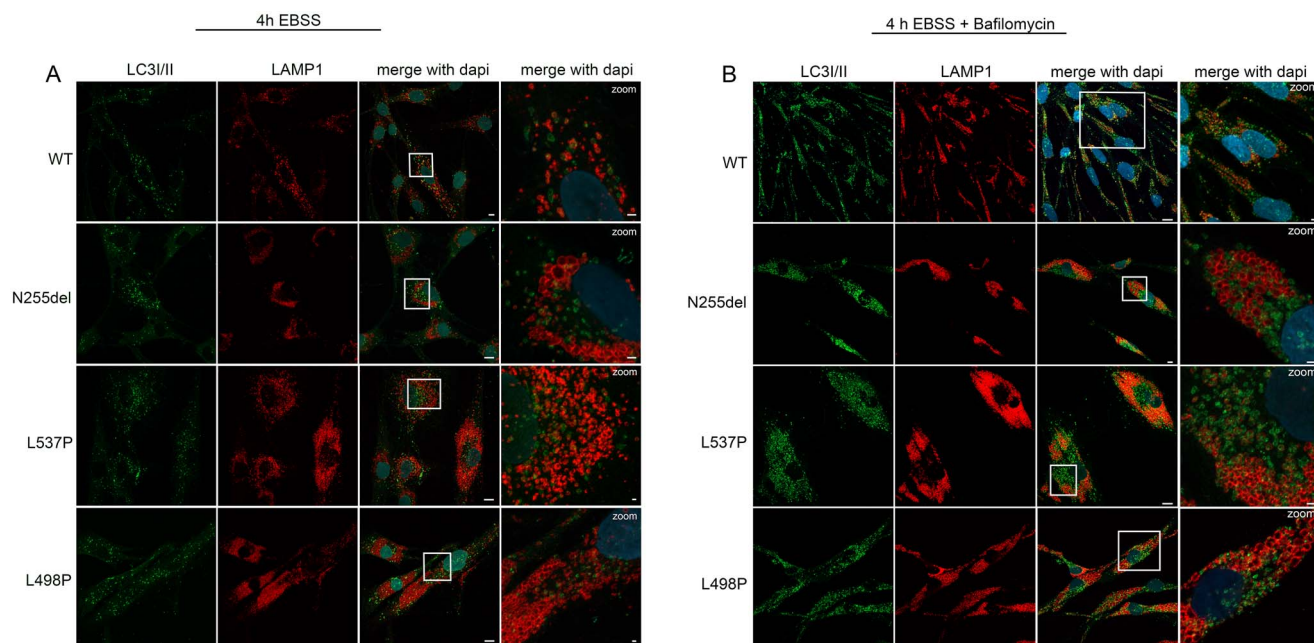 4h EBSS
4 h EBSS + Bafilomycin
A
LC3I/II
LAMP1
merge with dapi
merge with dapi
WT
zoom
N255del
zoom
L537P
zoom
L498P
zoom
B
LC3I/II
LAMP1
merge with dapi
merge with dapi
WT
zoom
N255del
zoom
L537P
zoom
L498P
zoom